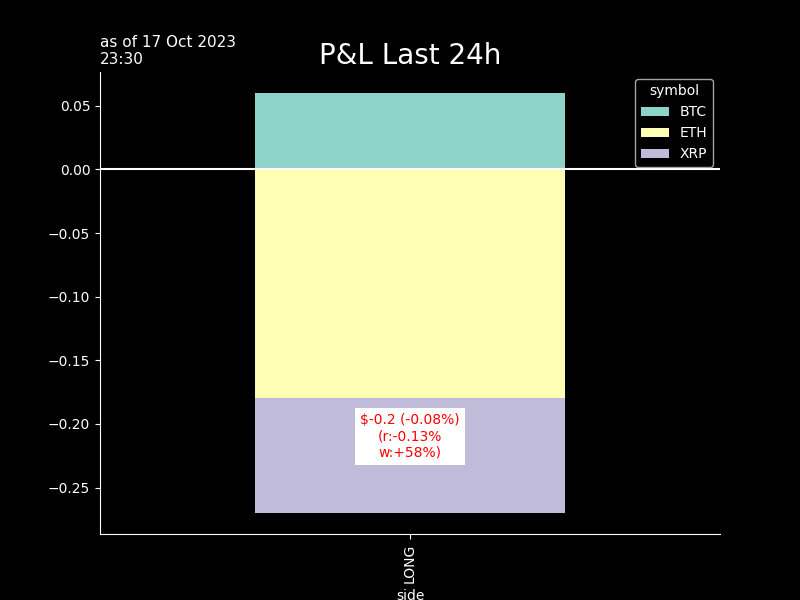 as of 17 Oct 2023
23:30
P&L Last 24h
symbol
BTC
ETH
XRP
0.05
0.00
−0.05
−0.10
−0.15
−0.20
−0.25
$-0.2 (-0.08%)
(r:-0.13%
w:+58%)
LONG
side